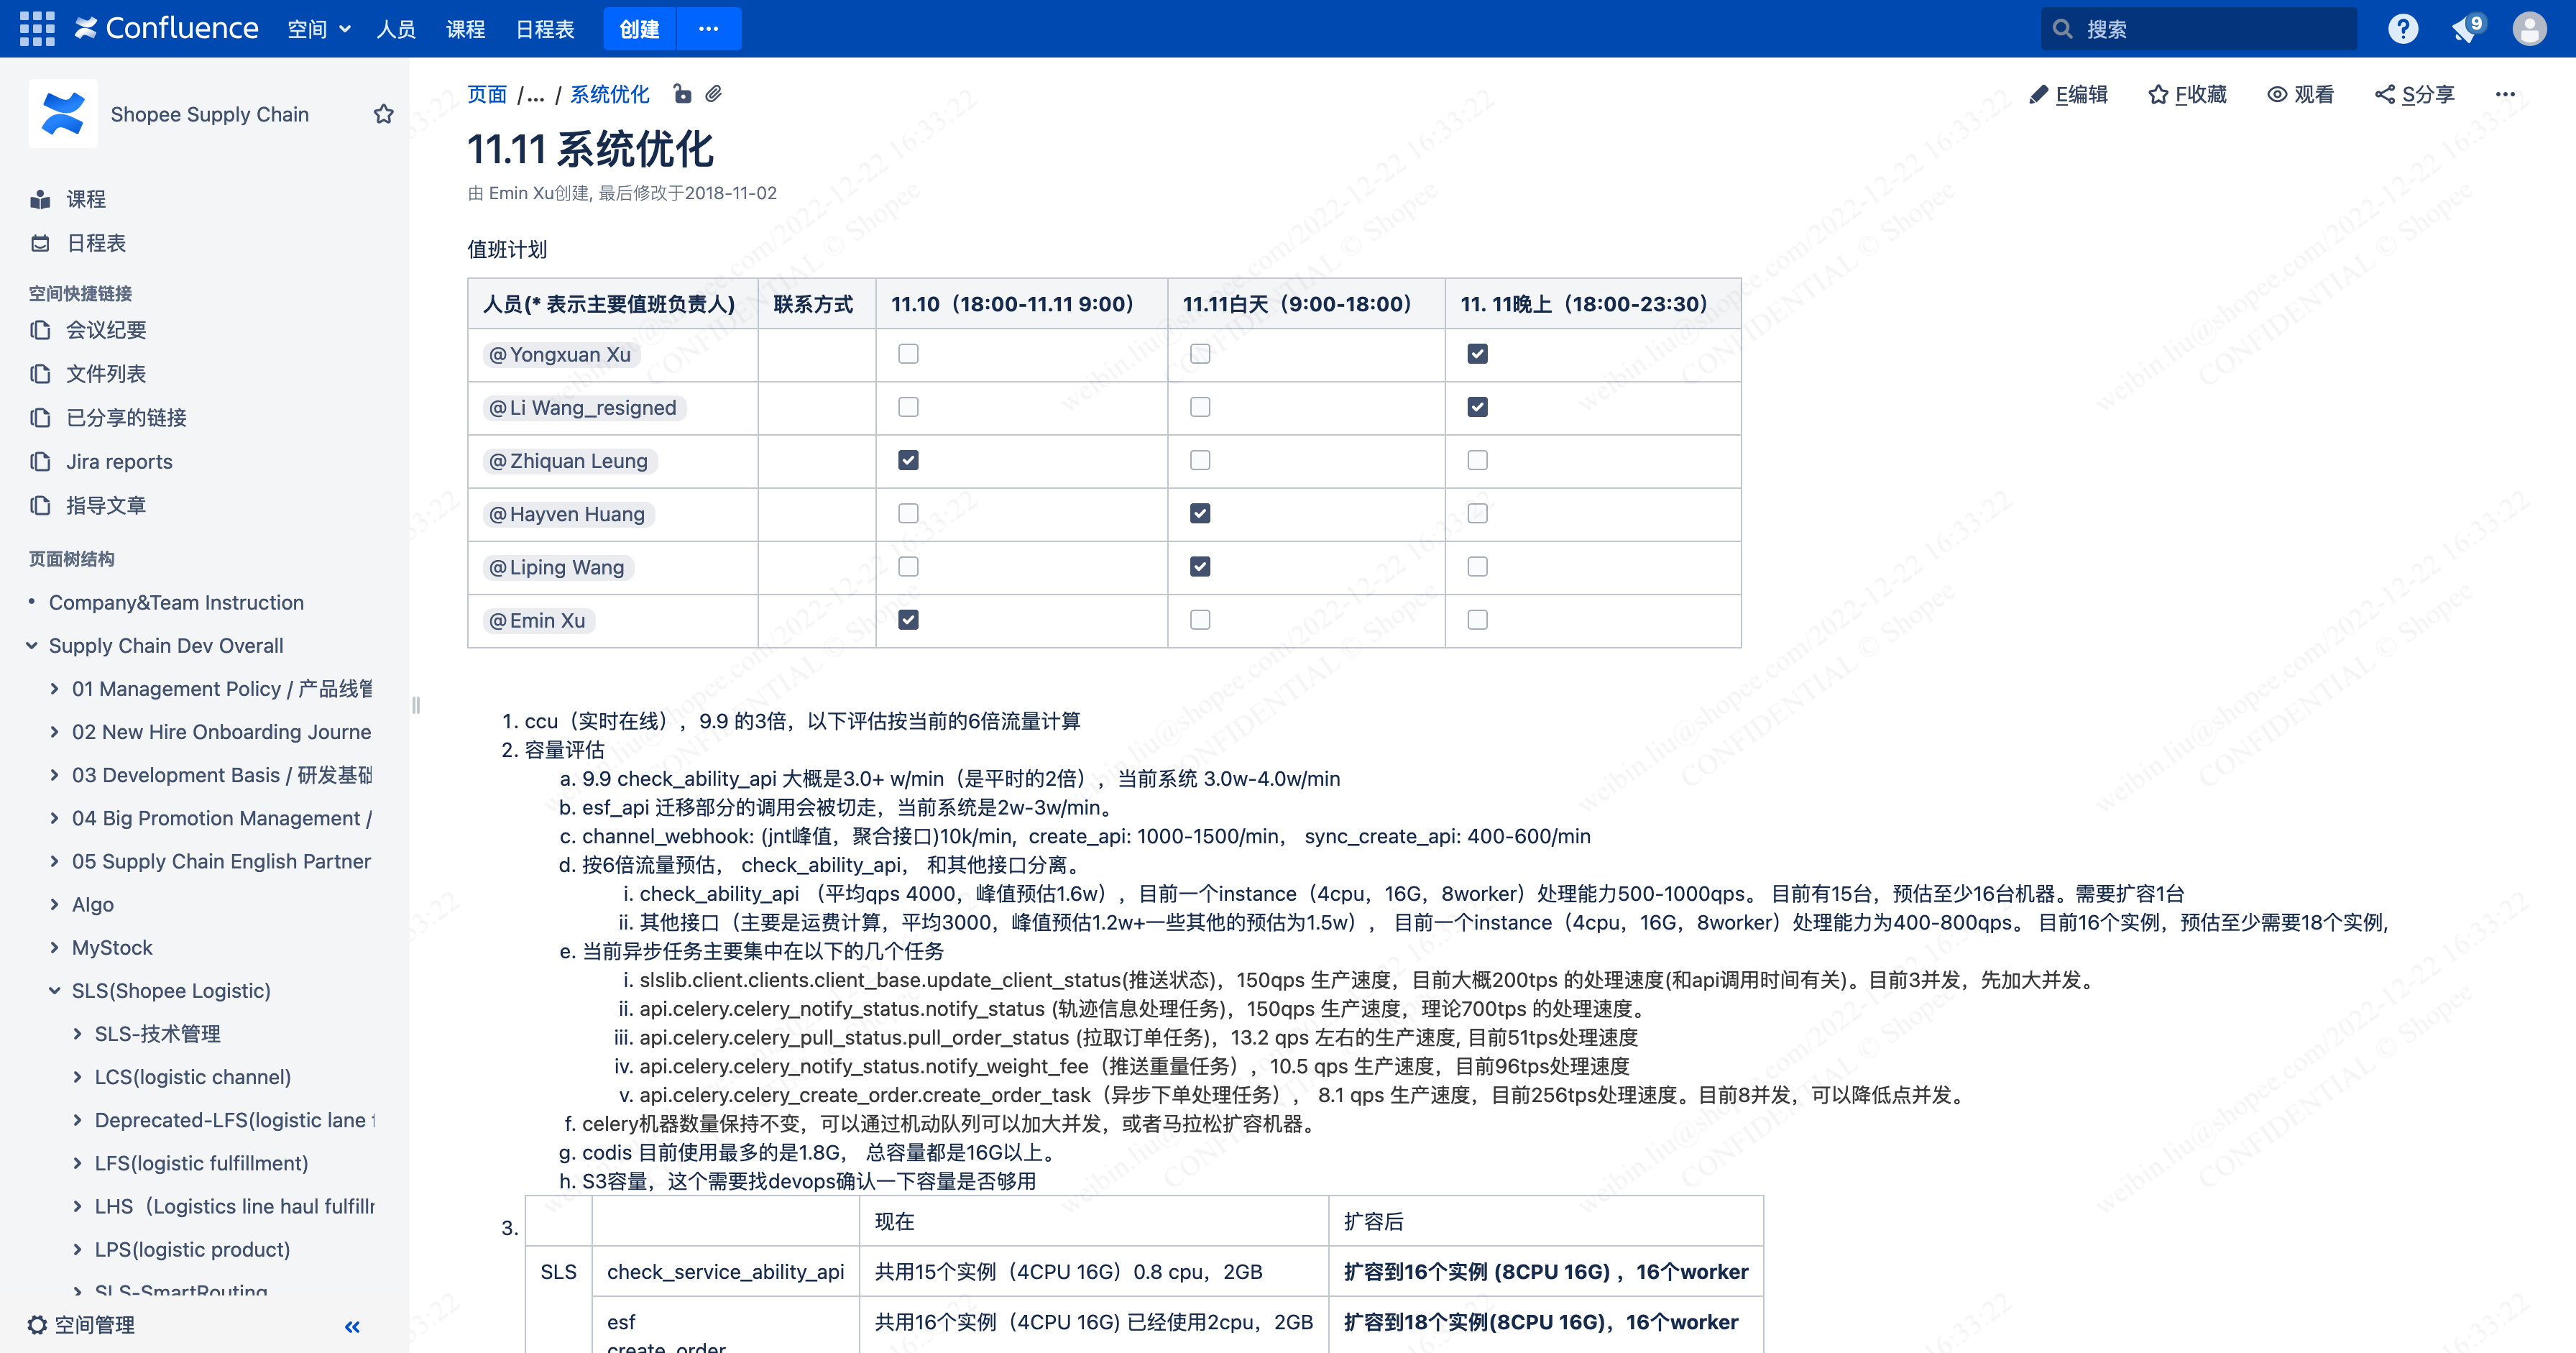 Confluence 空间 人员 课程 日程表 创建 ··· 搜索 9
Shopee Supply Chain
课程
日程表
空间快捷链接
会议纪要
文件列表
已分享的链接
Jira reports
指导文章
页面树结构
• Company&Team Instruction
Supply Chain Dev Overall
01 Management Policy / 产品线管
02 New Hire Onboarding Journe
03 Development Basis / 研发基础
04 Big Promotion Management /
05 Supply Chain English Partner
Algo
MyStock
SLS(Shopee Logistic)
SLS-技术管理
LCS(logistic channel)
Deprecated-LFS(logistic lane f
LFS(logistic fulfillment)
LHS（Logistics line haul fulfillr
LPS(logistic product)
SLS-SmartRouting
空间管理
页面 /... / 系统优化
E编辑 F收藏 观看 S分享 ···
11.11 系统优化
由 Emin Xu创建, 最后修改于2018-11-02
值班计划
人员(* 表示主要值班负责人) 联系方式 11.10（18:00-11.11 9:00） 11.11白天（9:00-18:00） 11. 11晚上（18:00-23:30）
@Yongxuan Xu
@Li Wang_resigned
@Zhiquan Leung
@Hayven Huang
@Liping Wang
@Emin Xu
1. ccu（实时在线），9.9 的3倍，以下评估按当前的6倍流量计算
2. 容量评估
a. 9.9 check_ability_api 大概是3.0+ w/min（是平时的2倍），当前系统 3.0w-4.0w/min
b. esf_api 迁移部分的调用会被切走，当前系统是2w-3w/min。
c. channel_webhook: (jnt峰值，聚合接口)10k/min, create_api: 1000-1500/min， sync_create_api: 400-600/min
d. 按6倍流量预估， check_ability_api， 和其他接口分离。
i. check_ability_api （平均qps 4000，峰值预估1.6w），目前一个instance（4cpu，16G，8worker）处理能力500-1000qps。 目前有15台，预估至少16台机器。需要扩容1台
ii. 其他接口（主要是运费计算，平均3000，峰值预估1.2w+一些其他的预估为1.5w）， 目前一个instance（4cpu，16G，8worker）处理能力为400-800qps。 目前16个实例，预估至少需要18个实例,
e. 当前异步任务主要集中在以下的几个任务
i. slslib.client.clients.client_base.update_client_status(推送状态)，150qps 生产速度，目前大概200tps 的处理速度(和api调用时间有关)。目前3并发，先加大并发。
ii. api.celery.celery_notify_status.notify_status (轨迹信息处理任务)，150qps 生产速度，理论700tps 的处理速度。
iii. api.celery.celery_pull_status.pull_order_status (拉取订单任务)，13.2 qps 左右的生产速度, 目前51tps处理速度
iv. api.celery.celery_notify_status.notify_weight_fee（推送重量任务），10.5 qps 生产速度，目前96tps处理速度
v. api.celery.celery_create_order.create_order_task（异步下单处理任务）， 8.1 qps 生产速度，目前256tps处理速度。目前8并发，可以降低点并发。
f. celery机器数量保持不变，可以通过机动队列可以加大并发，或者马拉松扩容机器。
g. codis 目前使用最多的是1.8G， 总容量都是16G以上。
h. S3容量，这个需要找devops确认一下容量是否够用
3.
现在 扩容后
SLS check_service_ability_api 共用15个实例（4CPU 16G）0.8 cpu，2GB 扩容到16个实例 (8CPU 16G) ，16个worker
esf 共用16个实例（4CPU 16G) 已经使用2cpu，2GB 扩容到18个实例(8CPU 16G)，16个worker
create_order
weibin.liu@shopee.com/2022-12-22 16:33:22
CONFIDENTIAL © Shopee